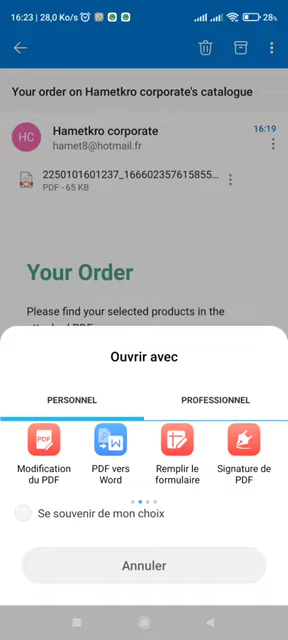 16:23 | 28,0 Ko/s
28%
Your order on Hametkro corporate's catalogue
HC
Hametkro corporate
16:19
hamet8@hotmail.fr
2250101601237_166602357615855...
PDF - 65 KB
Your Order
Please find your selected products in the
Ouvrir avec
PERSONNEL
PROFESSIONNEL
PDF
W
Modification du PDF
PDF vers Word
Remplir le formulaire
Signature de PDF
Se souvenir de mon choix
Annuler